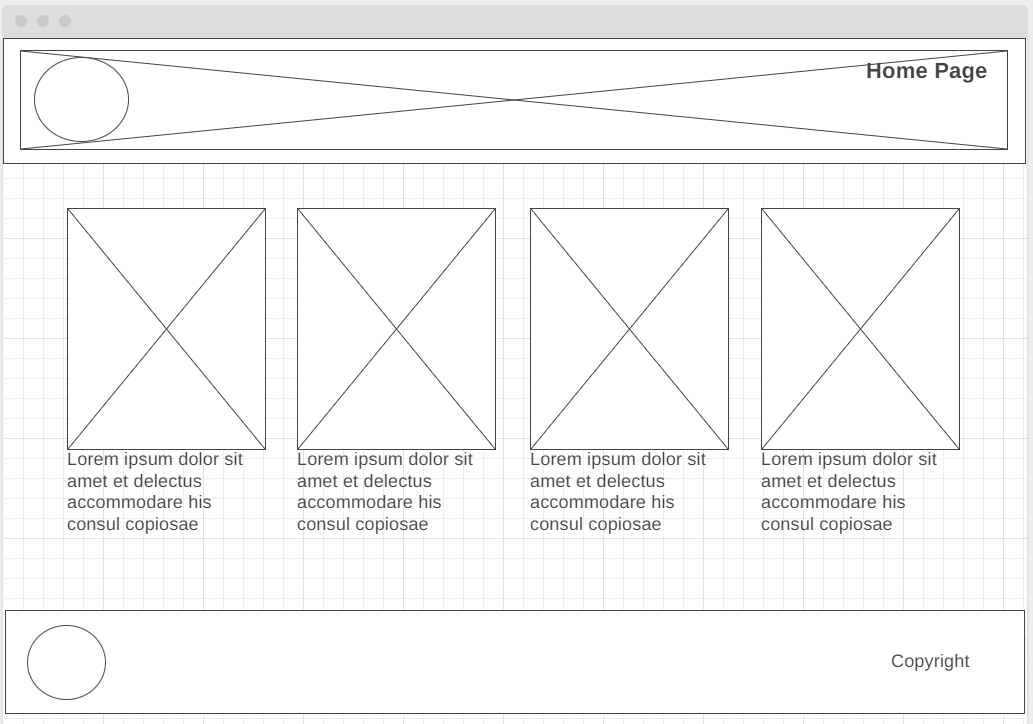 Home Page
Lorem ipsum dolor sit
amet et delectus
accommodare his
consul copiosae
Lorem ipsum dolor sit
amet et delectus
accommodare his
consul copiosae
Lorem ipsum dolor sit
amet et delectus
accommodare his
consul copiosae
Lorem ipsum dolor sit
amet et delectus
accommodare his
consul copiosae
Copyright